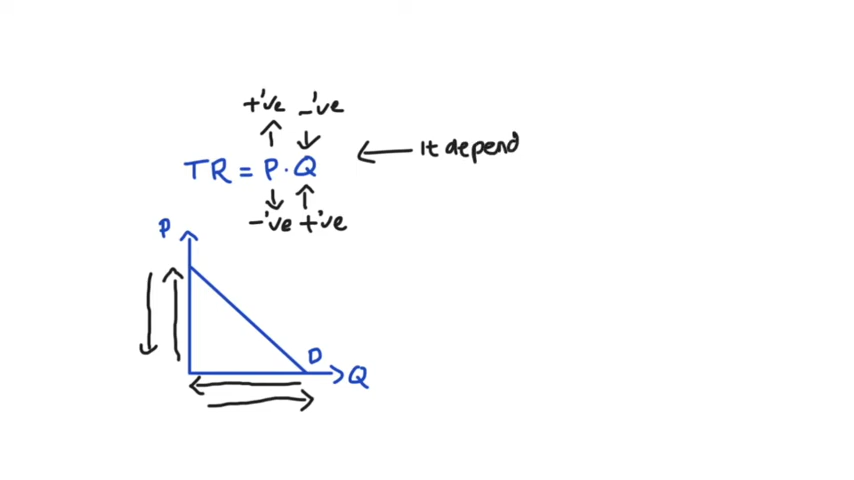 +'ve -'ve
TR = P · Q
It depend
-'ve +'ve
P
D
Q